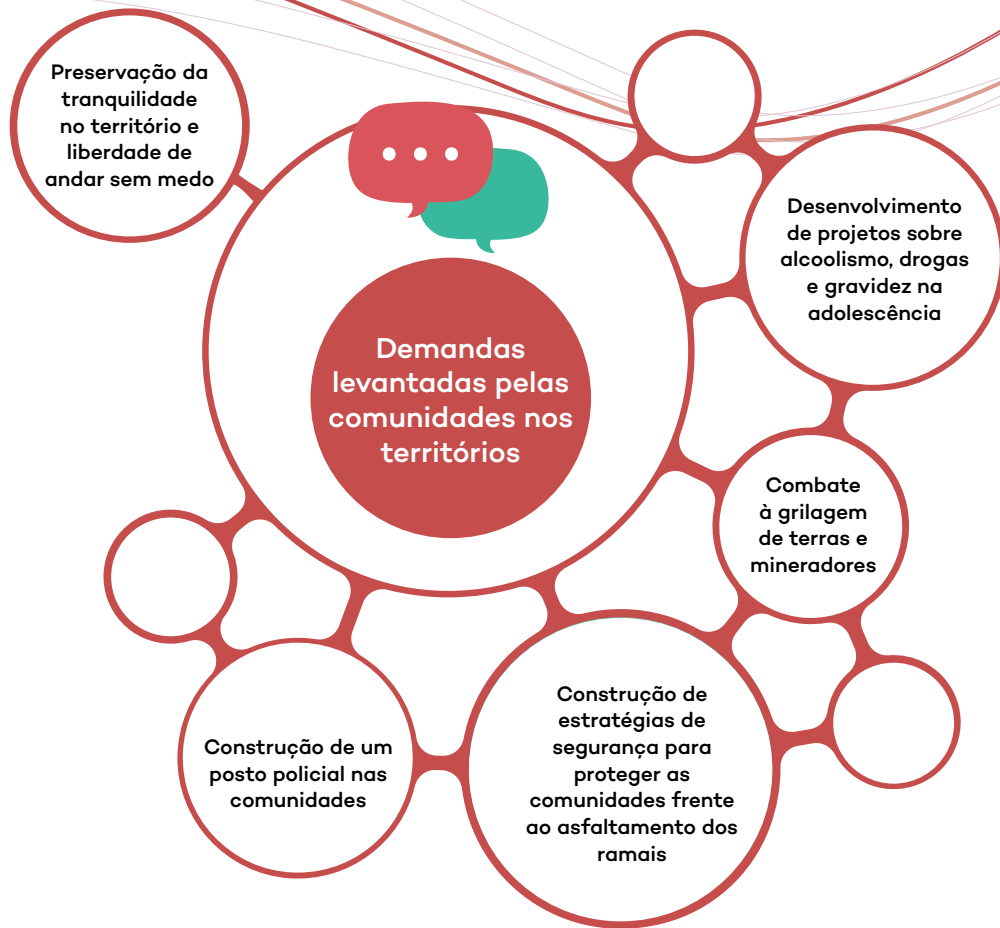 Preservação da
tranquilidade
no território e
liberdade de
andar sem medo
Demandas
levantadas pelas
comunidades nos
territórios
Desenvolvimento
de projetos sobre
alcoolismo, drogas
e gravidez na
adolescência
Combate
à grilagem
de terras e
mineradores
Construção de
estratégias de
segurança para
proteger as
comunidades frente
ao asfaltamento dos
ramais
Construção de um
posto policial nas
comunidades